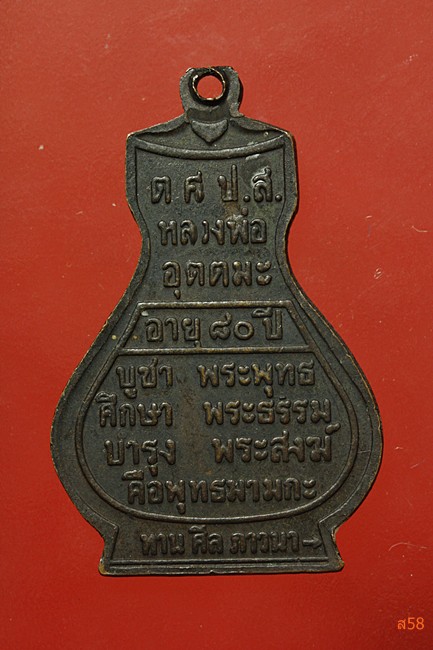 ต ศ ป.ส.
หลวงพ่อ
อุตตมะ
อายุ ๘๐ ปี
บูชา พระพุทธ
ศึกษา พระธรรม
บำรุง พระสงฆ์
คือพุทธมามกะ
ทาน ศีล ภาวนา→
ส58